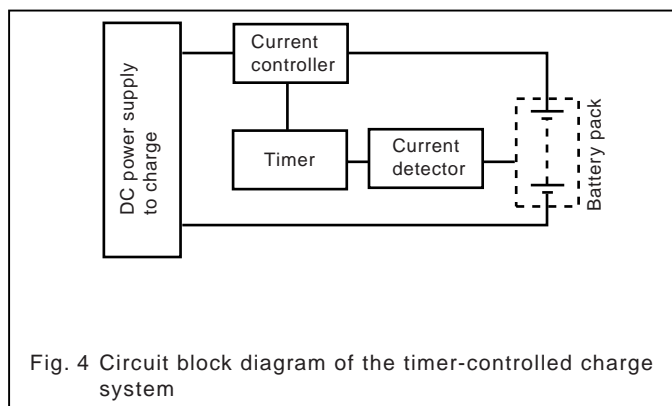 DC power supply
to charge
Current
controller
Timer
Current
detector
Battery pack
Fig. 4 Circuit block diagram of the timer-controlled charge
system